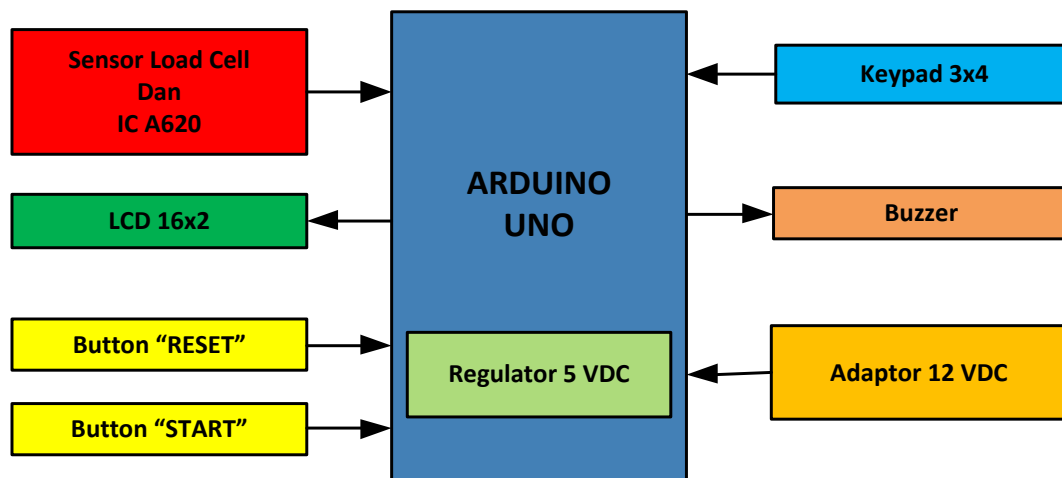 Sensor Load Cell
Dan
IC A620
LCD 16x2
Button “RESET”
Button “START”
ARDUINO
UNO
Regulator 5 VDC
Keypad 3x4
Buzzer
Adaptor 12 VDC